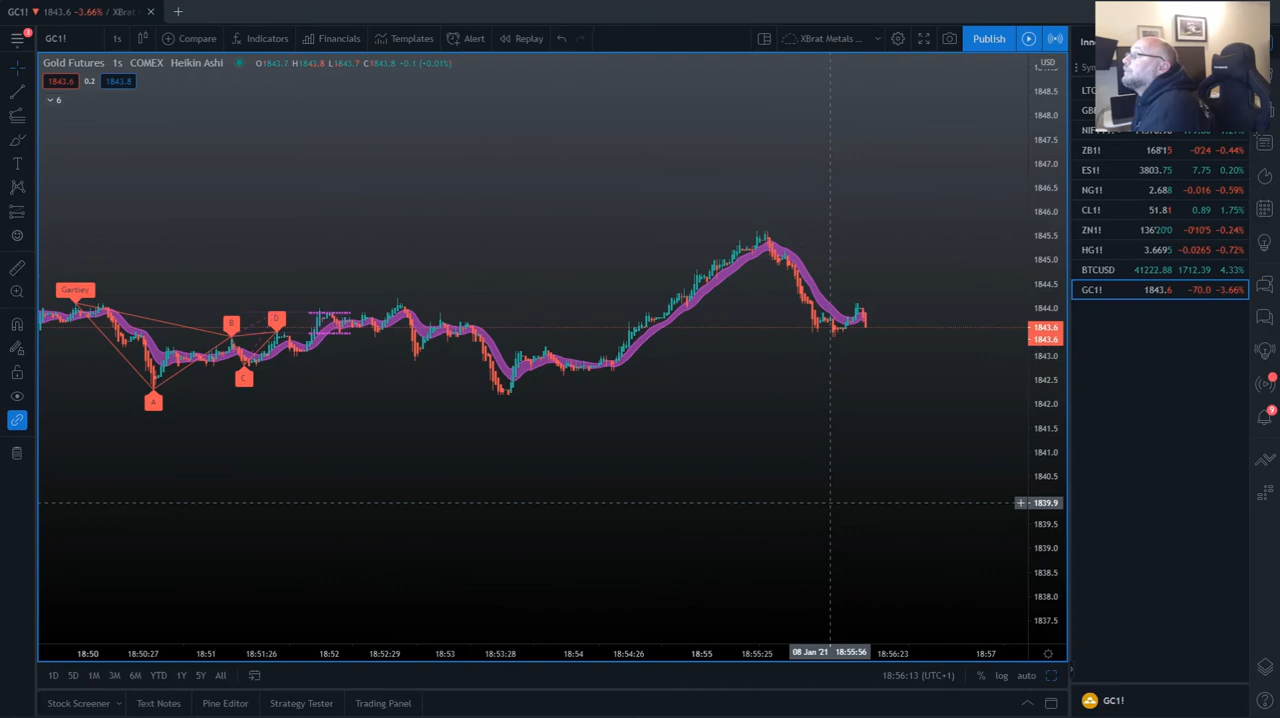 GC1! ▼ 1843.6 −3.66% / XBrat
GC1! 1s Compare Indicators Financials Templates Alert Replay XBrat Metals ... Publish
Gold Futures 1s COMEX Heikin Ashi O1843.7 H1843.8 L1843.7 C1843.8 +0.1 (+0.01%)
1843.6 0.2 1843.8
6
USD
1848.5
1848.0
1847.5
1847.0
1846.5
1846.0
1845.5
1845.0
1844.5
1844.0
1843.6
1843.6
1843.0
1842.5
1842.0
1841.5
1841.0
1840.5
1839.9
1839.5
1839.0
1838.5
1838.0
1837.5
Gartley
B
D
C
A
18:50 18:50:27 18:51 18:51:26 18:52 18:52:29 18:53 18:53:28 18:54 18:54:26 18:55 18:55:25 08 Jan '21 18:55:56 18:56:23 18:57
1D 5D 1M 3M 6M YTD 1Y 5Y All 18:56:13 (UTC+1) % log auto
Stock Screener Text Notes Pine Editor Strategy Tester Trading Panel
ZB1! 168'15 −0'24 −0.44%
ES1! 3803.75 7.75 0.20%
NG1! 2.688 −0.016 −0.59%
CL1! 51.81 0.89 1.75%
ZN1! 136'20'0 −0'10'5 −0.24%
HG1! 3.6695 −0.0265 −0.72%
BTCUSD 41222.88 1712.39 4.33%
GC1! 1843.6 −70.0 −3.66%
3
9
GC1!